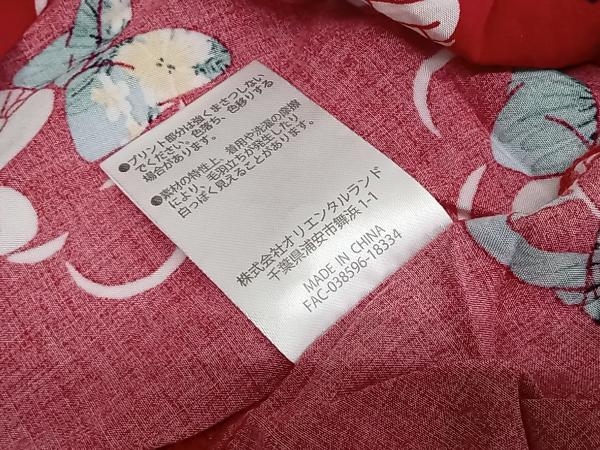 ●プリント部分は強くまさつしない
でください。色落ち、色移りする
場合があります。
●素材の特性上、着用や洗濯の摩擦
により、毛羽立ちが発生したり
白っぽく見えることがあります。
株式会社オリエンタルランド
千葉県浦安市舞浜1-1
MADE IN CHINA
FAC-038596-18334